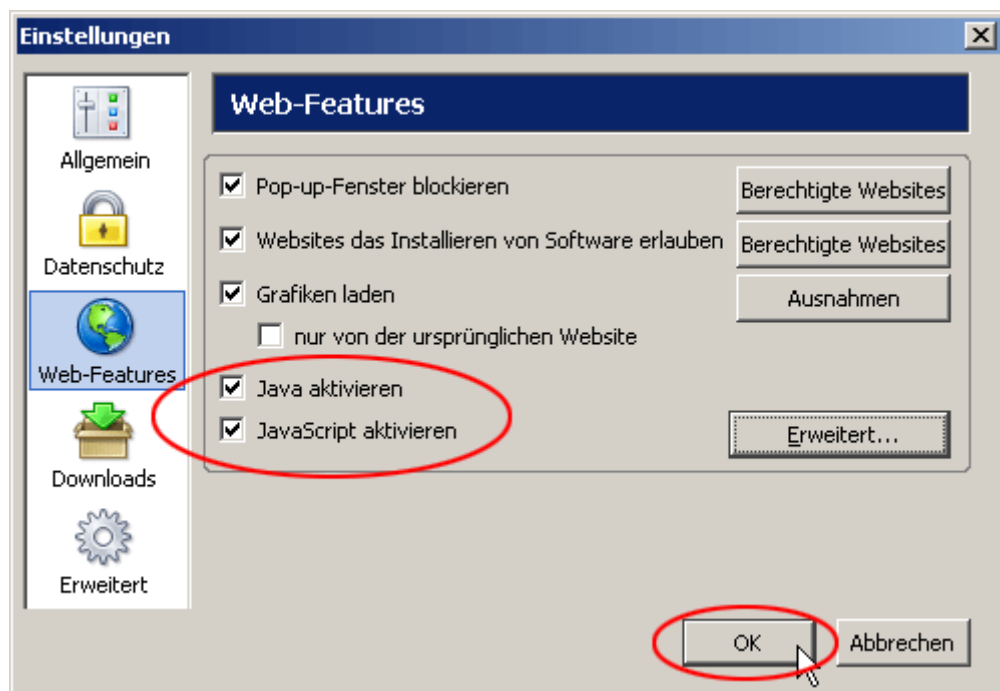 Einstellungen
Allgemein
Datenschutz
Web-Features
Downloads
Erweitert
Web-Features
Pop-up-Fenster blockieren
Berechtigte Websites
Websites das Installieren von Software erlauben
Berechtigte Websites
Grafiken laden
Ausnahmen
nur von der ursprünglichen Website
Java aktivieren
JavaScript aktivieren
Erweitert...
OK
Abbrechen